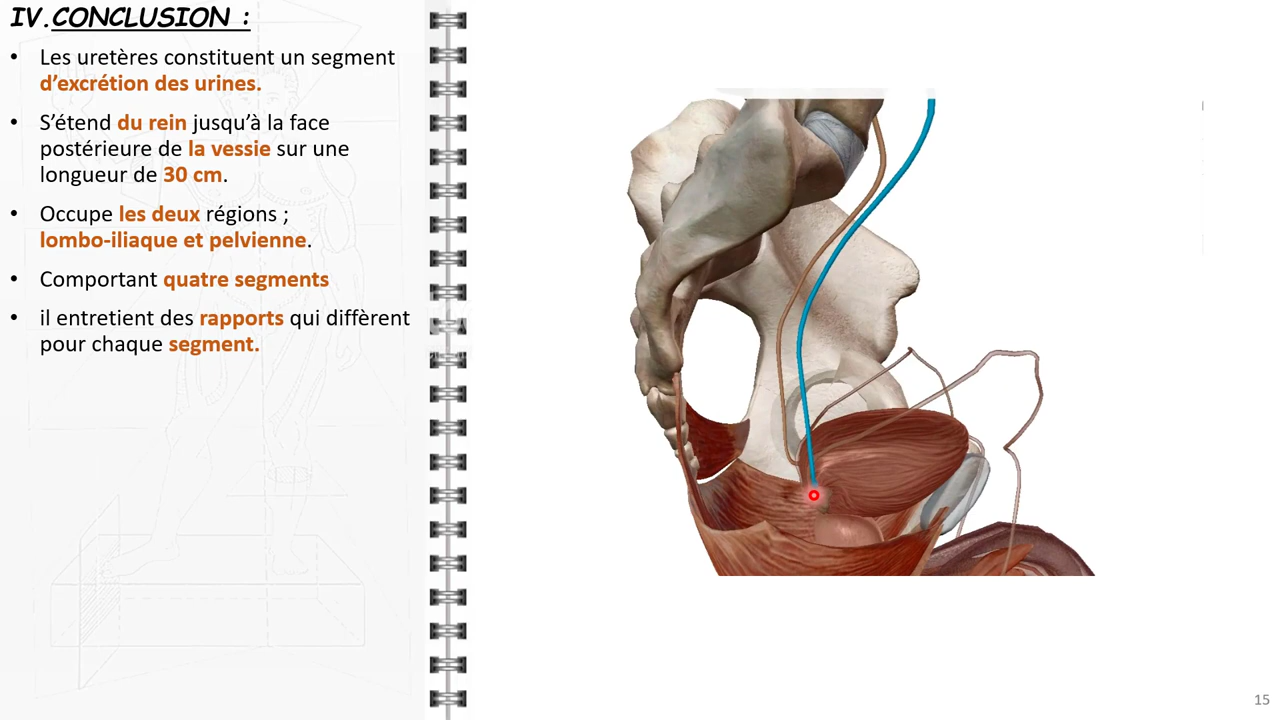 IV.CONCLUSION :
• Les uretères constituent un segment
d’excrétion des urines.
• S’étend du rein jusqu’à la face
postérieure de la vessie sur une
longueur de 30 cm.
• Occupe les deux régions ;
lombo-iliaque et pelvienne.
• Comportant quatre segments
• il entretient des rapports qui diffèrent
pour chaque segment.
15